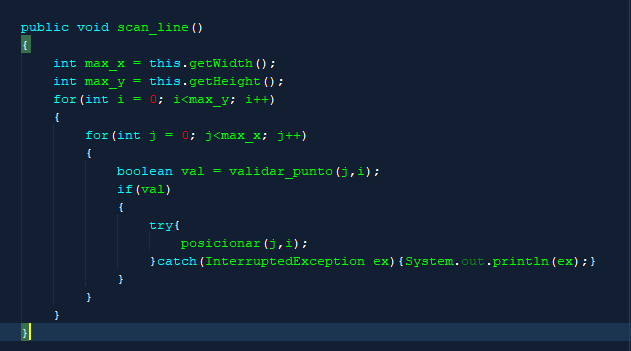 public void scan_line()
{
    int max_x = this.getWidth();
    int max_y = this.getHeight();
    for(int i = 0; i<max_y; i++)
    {
        for(int j = 0; j<max_x; j++)
        {
            boolean val = validar_punto(j,i);
            if(val)
            {
                try{
                    posicionar(j,i);
                }catch(InterruptedException ex){System.out.println(ex);}
            }
        }
    }
}